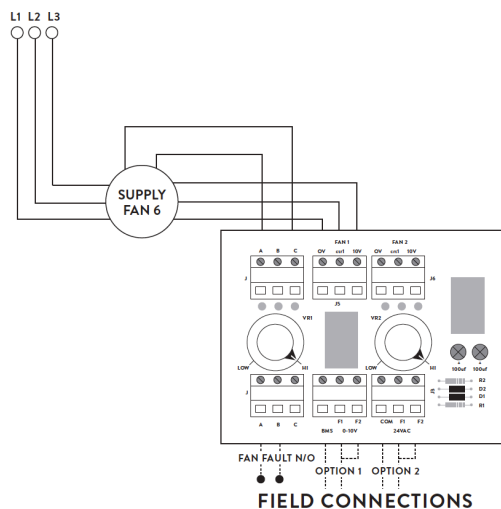 L1 L2 L3
SUPPLY
FAN 6
FAN 1 FAN 2
A B C 0V 10V 0V 10V
J J6
J5
VR1 VR2
LOW HI LOW HI
100uf 100uf
R2
D2
D1
R1
J J5
F1 F2 COM F1 F2
A B C BMS 0-10V 24VAC
FAN FAULT N/O
OPTION 1 OPTION 2
FIELD CONNECTIONS